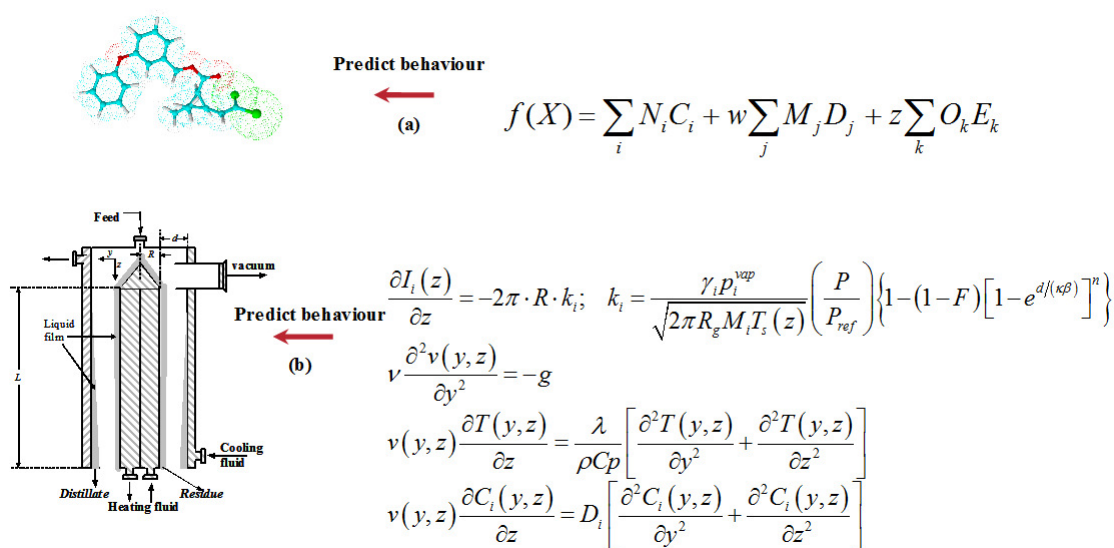 Predict behaviour
(a)
f(X) = ∑_i N_i C_i + w ∑_j M_j D_j + z ∑_k O_k E_k
Feed
d
y
R
z
vacuum
Liquid
film
L
Cooling
fluid
Distillate
Residue
Heating fluid
Predict behaviour
(b)
∂I_i(z)/∂z = −2π · R · k_i; k_i = γ_i p_i^{vap}/√(2πR_g M_i T_s(z)) (P/P_ref) {1−(1−F)[1−e^{d/(κβ)}]^n}
ν ∂²v(y,z)/∂y² = −g
v(y,z) ∂T(y,z)/∂z = λ/ρCp [∂²T(y,z)/∂y² + ∂²T(y,z)/∂z²]
v(y,z) ∂C_i(y,z)/∂z = D_i [∂²C_i(y,z)/∂y² + ∂²C_i(y,z)/∂z²]